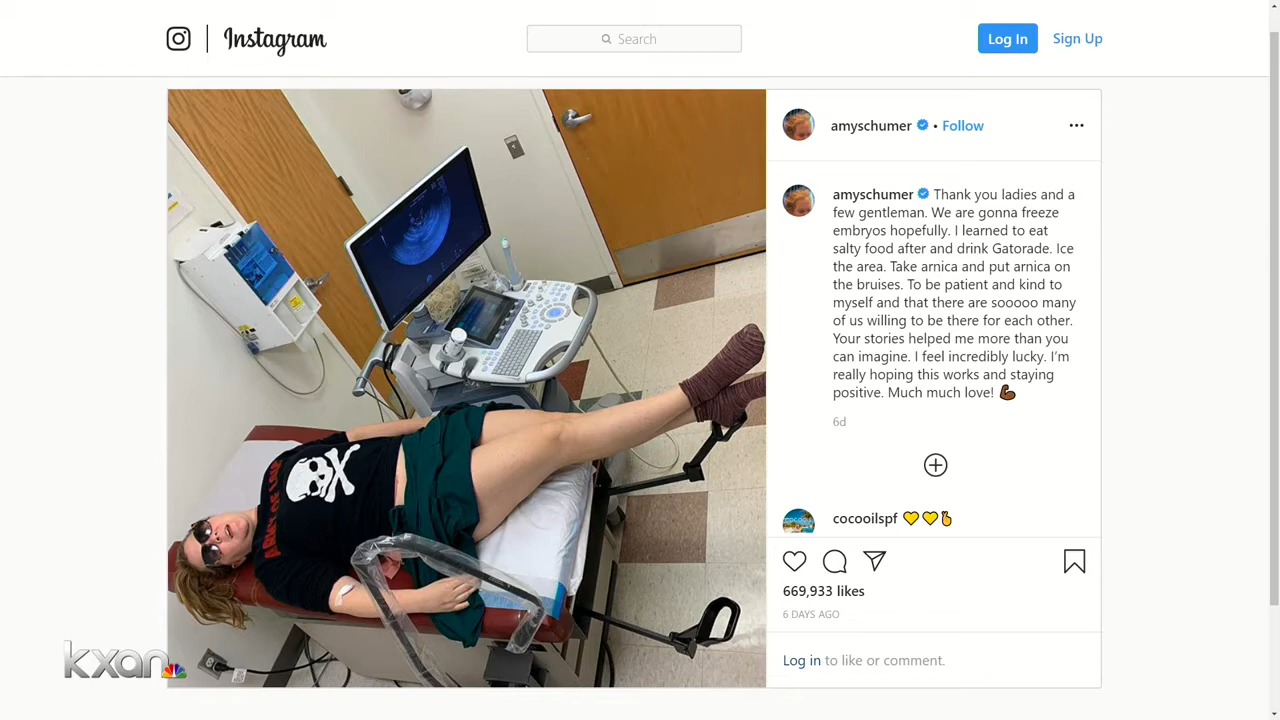 Instagram
Search
Log In
Sign Up
amyschumer • Follow
amyschumer Thank you ladies and a
few gentleman. We are gonna freeze
embryos hopefully. I learned to eat
salty food after and drink Gatorade. Ice
the area. Take arnica and put arnica on
the bruises. To be patient and kind to
myself and that there are sooooo many
of us willing to be there for each other.
Your stories helped me more than you
can imagine. I feel incredibly lucky. I'm
really hoping this works and staying
positive. Much much love! 💪🏿
6d
cocooilspf 💛💛
669,933 likes
6 DAYS AGO
Log in to like or comment.
kxan